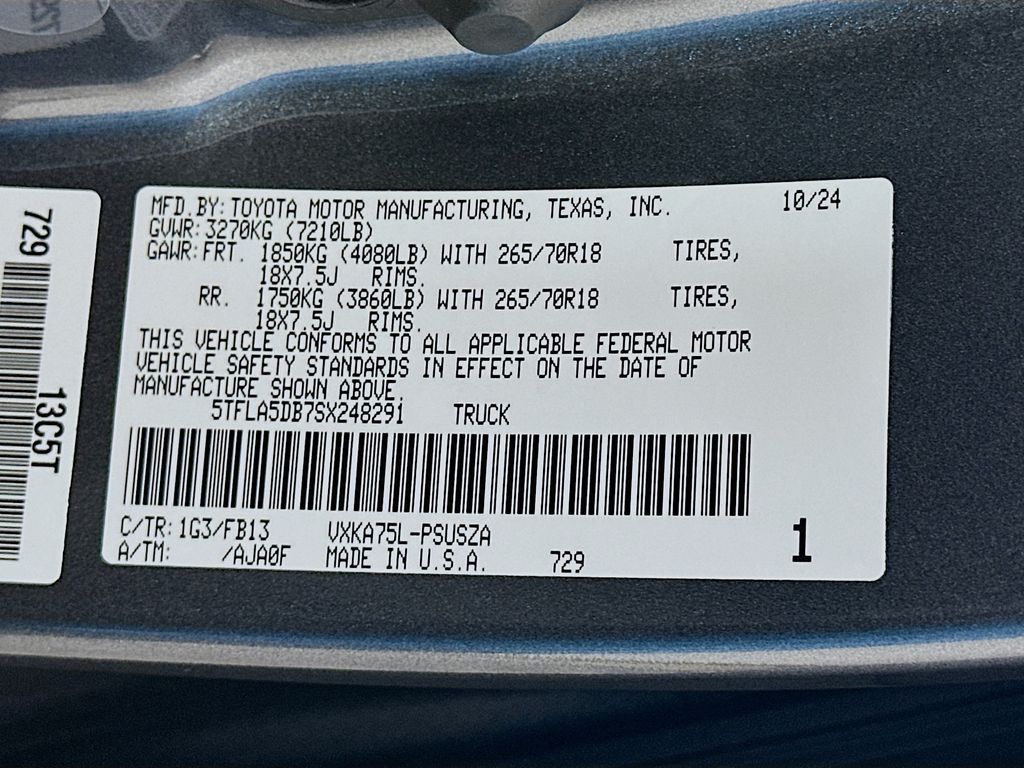 MFD.BY:TOYOTA MOTOR MANUFACTURING, TEXAS, INC. 10/24
GVWR:3270KG (7210LB)
GAWR:FRT. 1850KG (4080LB) WITH 265/70R18 TIRES,
18X7.5J RIMS.
RR. 1750KG (3860LB) WITH 265/70R18 TIRES,
18X7.5J RIMS.
THIS VEHICLE CONFORMS TO ALL APPLICABLE FEDERAL MOTOR
VEHICLE SAFETY STANDARDS IN EFFECT ON THE DATE OF
MANUFACTURE SHOWN ABOVE.
5TFLA5DB7SX248291 TRUCK
C/TR:1G3/FB13 VXKA75L-PSUSZA
A/TM: /AJA0F MADE IN U.S.A. 729
1
729
13C5T